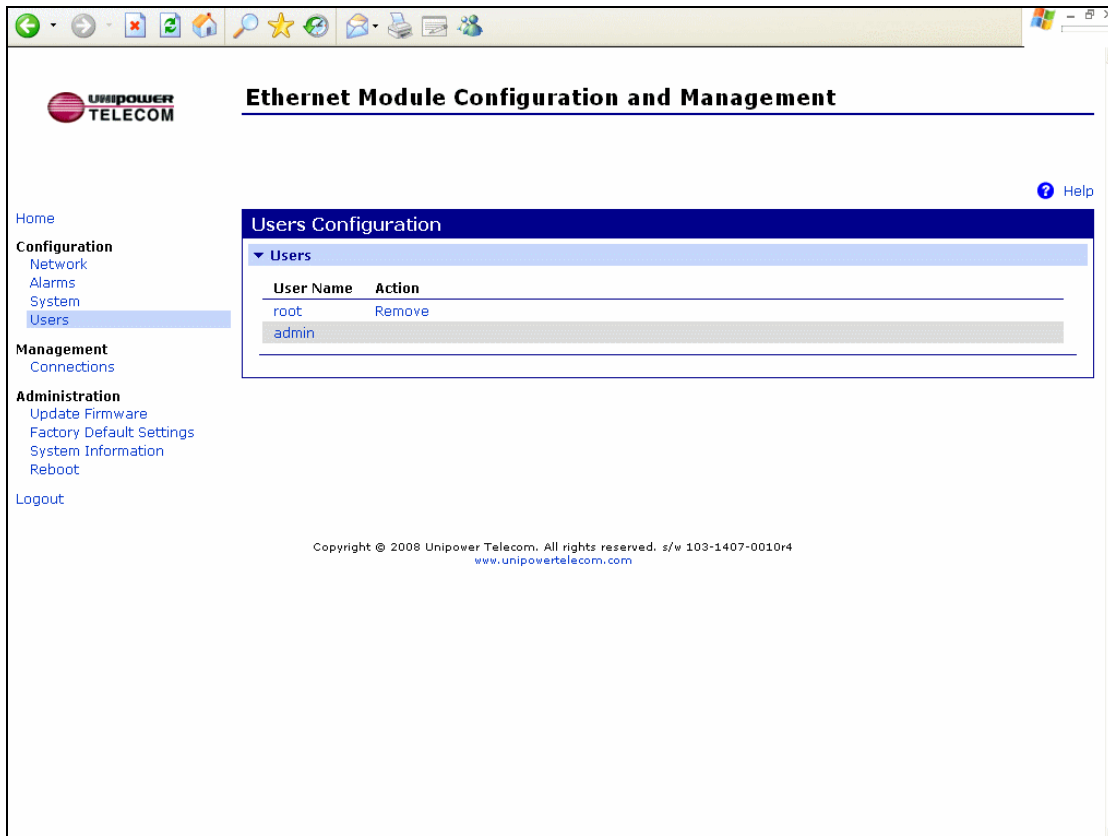 UNIPOWER
TELECOM
Ethernet Module Configuration and Management
Help
Home
Configuration
Network
Alarms
System
Users
Management
Connections
Administration
Update Firmware
Factory Default Settings
System Information
Reboot
Logout
Users Configuration
Users
User Name Action
root Remove
admin
Copyright © 2008 Unipower Telecom. All rights reserved. s/w 103-1407-0010r4
www.unipowertelecom.com